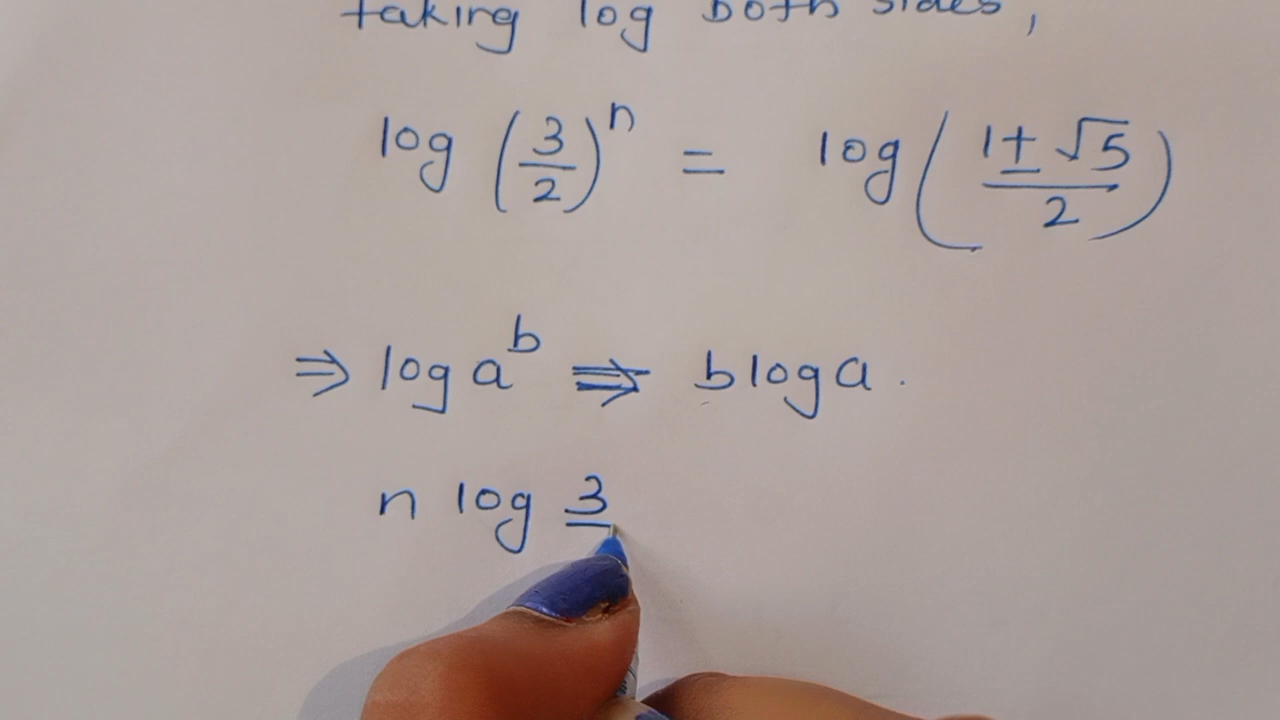 taking log both sides,
log (3/2)^n = log (1 ± √5 / 2)
⇒ log a^b ⇒ b log a.
n log 3